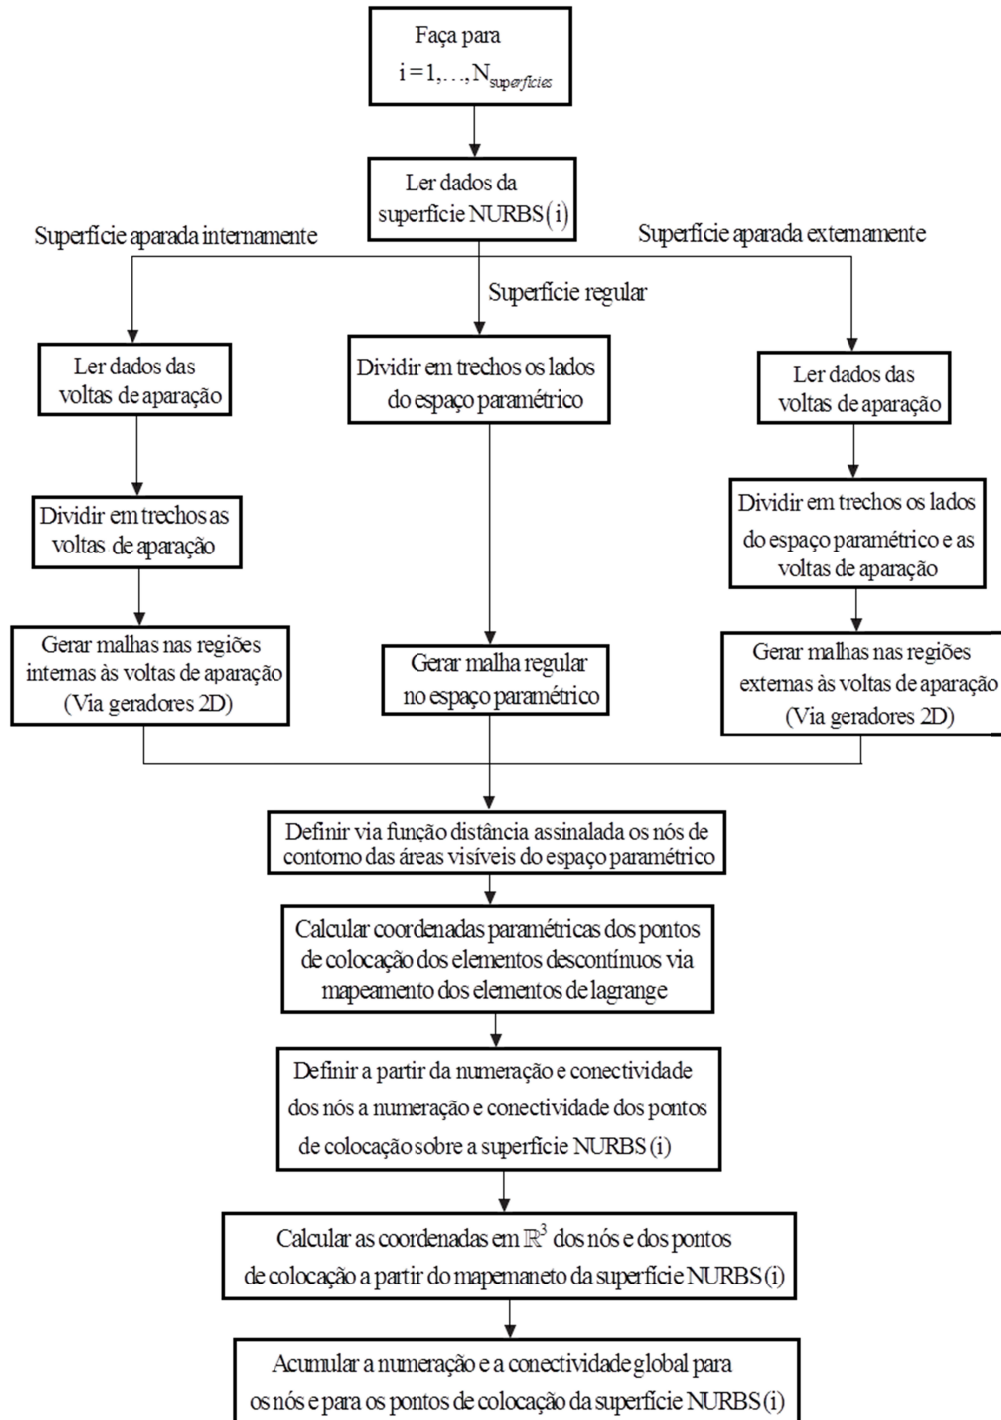 Faça para
i = 1,…, N_superfícies
Ler dados da
superfície NURBS(i)
Superfície aparada internamente
Superfície regular
Superfície aparada externamente
Ler dados das
voltas de aparação
Dividir em trechos as
voltas de aparação
Gerar malhas nas regiões
internas às voltas de aparação
(Via geradores 2D)
Dividir em trechos os lados
do espaço paramétrico
Gerar malha regular
no espaço paramétrico
Ler dados das
voltas de aparação
Dividir em trechos os lados
do espaço paramétrico e as
voltas de aparação
Gerar malhas nas regiões
externas às voltas de aparação
(Via geradores 2D)
Definir via função distância assinalada os nós de
contorno das áreas visíveis do espaço paramétrico
Calcular coordenadas paramétricas dos pontos
de colocação dos elementos descontínuos via
mapeamento dos elementos de lagrange
Definir a partir da numeração e conectividade
dos nós a numeração e conectividade dos pontos
de colocação sobre a superfície NURBS(i)
Calcular as coordenadas em ℝ³ dos nós e dos pontos
de colocação a partir do mapemaneto da superfície NURBS(i)
Acumular a numeração e a conectividade global para
os nós e para os pontos de colocação da superfície NURBS(i)